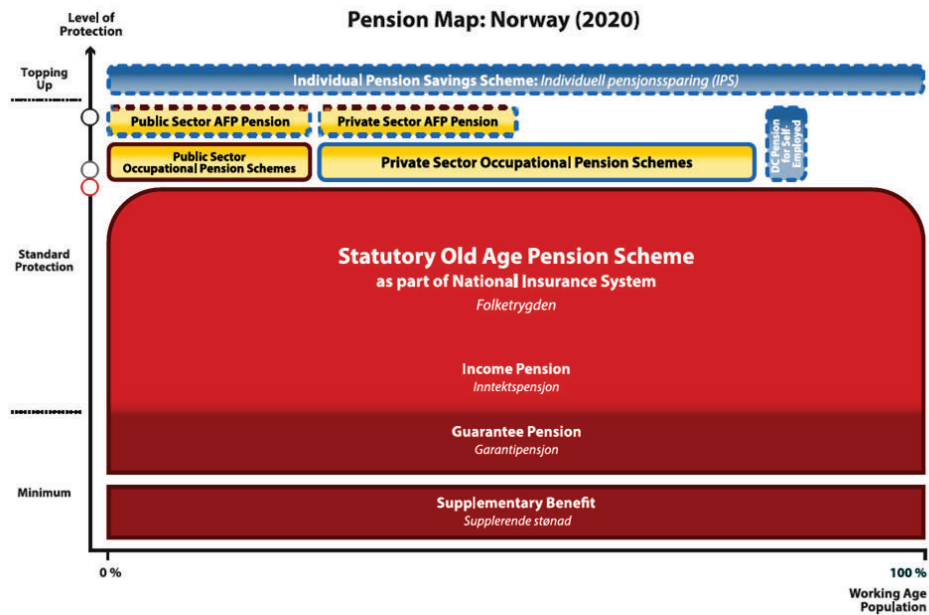 Pension Map: Norway (2020)
Level of
Protection
Topping
Up
Individual Pension Savings Scheme: Individuell pensjonssparing (IPS)
Public Sector AFP Pension
Private Sector AFP Pension
Public Sector
Occupational Pension Schemes
Private Sector Occupational Pension Schemes
DC Pension
for Self-
Employed
Standard
Protection
Statutory Old Age Pension Scheme
as part of National Insurance System
Folketrygden
Income Pension
Inntektspensjon
Guarantee Pension
Garantipensjon
Minimum
Supplementary Benefit
Supplerende stønad
0 %
100 %
Working Age
Population